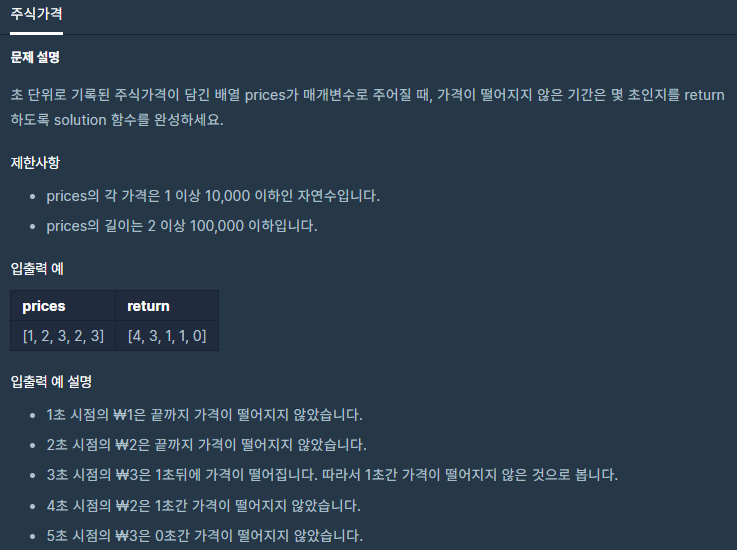 주식가격
문제 설명
초 단위로 기록된 주식가격이 담긴 배열 prices가 매개변수로 주어질 때, 가격이 떨어지지 않은 기간은 몇 초인지를 return
하도록 solution 함수를 완성하세요.
제한사항
• prices의 각 가격은 1 이상 10,000 이하인 자연수입니다.
• prices의 길이는 2 이상 100,000 이하입니다.
입출력 예
prices return
[1, 2, 3, 2, 3] [4, 3, 1, 1, 0]
입출력 예 설명
• 1초 시점의 ₩1은 끝까지 가격이 떨어지지 않았습니다.
• 2초 시점의 ₩2은 끝까지 가격이 떨어지지 않았습니다.
• 3초 시점의 ₩3은 1초뒤에 가격이 떨어집니다. 따라서 1초간 가격이 떨어지지 않은 것으로 봅니다.
• 4초 시점의 ₩2은 1초간 가격이 떨어지지 않았습니다.
• 5초 시점의 ₩3은 0초간 가격이 떨어지지 않았습니다.